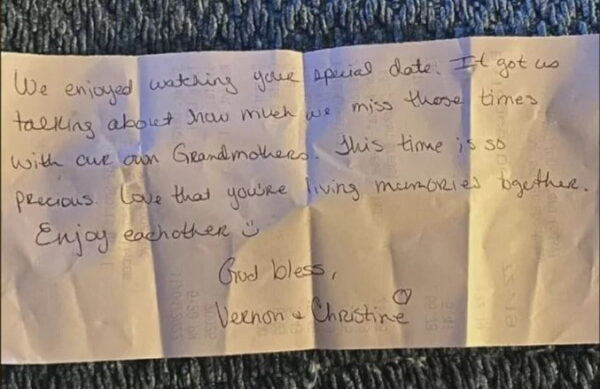 We enjoyed watching your special date. It got us
talking about how much we miss those times
with our own Grandmothers. This time is so
precious. Love that you're living memories together.
Enjoy eachother ☺
God bless,
Vernon & Christine ♡